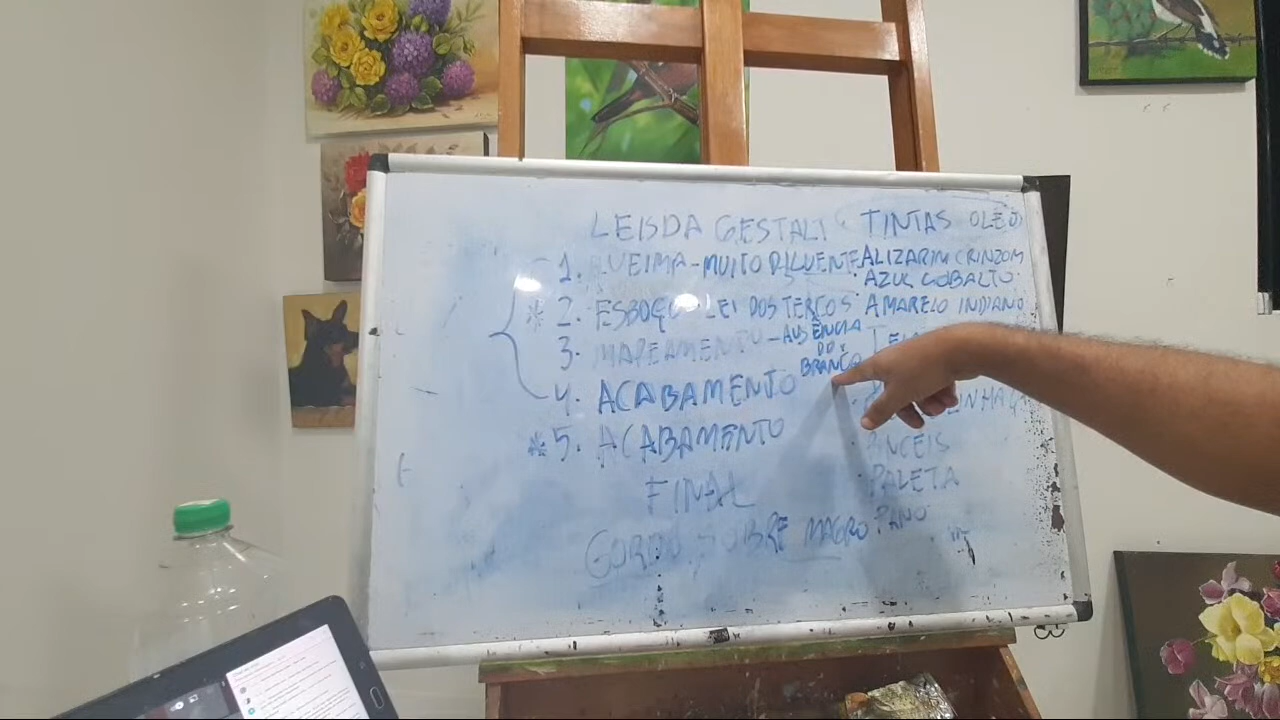 LEIS DA GESTALT TINTAS OLEO
1. QUEIMA - MUITO DILUENTE ALIZARIM CRINZOM
AZUL COBALTO
* 2. ESBOÇO LEI DOS TERÇOS AMARELO INDIANO
3. MAPEAMENTO - AUSÊNCIA
DO
BRANCO
4. ACABAMENTO
* 5. ACABAMENTO
FINAL
PINCEIS
PALETA
PANO
GORDO SOBRE MAGRO